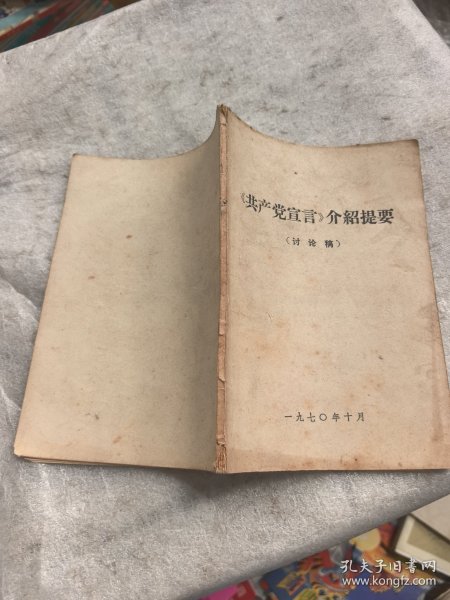 《共产党宣言》介紹提要
（讨论稿）
一九七〇年十月
孔夫子旧书网
www.kongfz.com